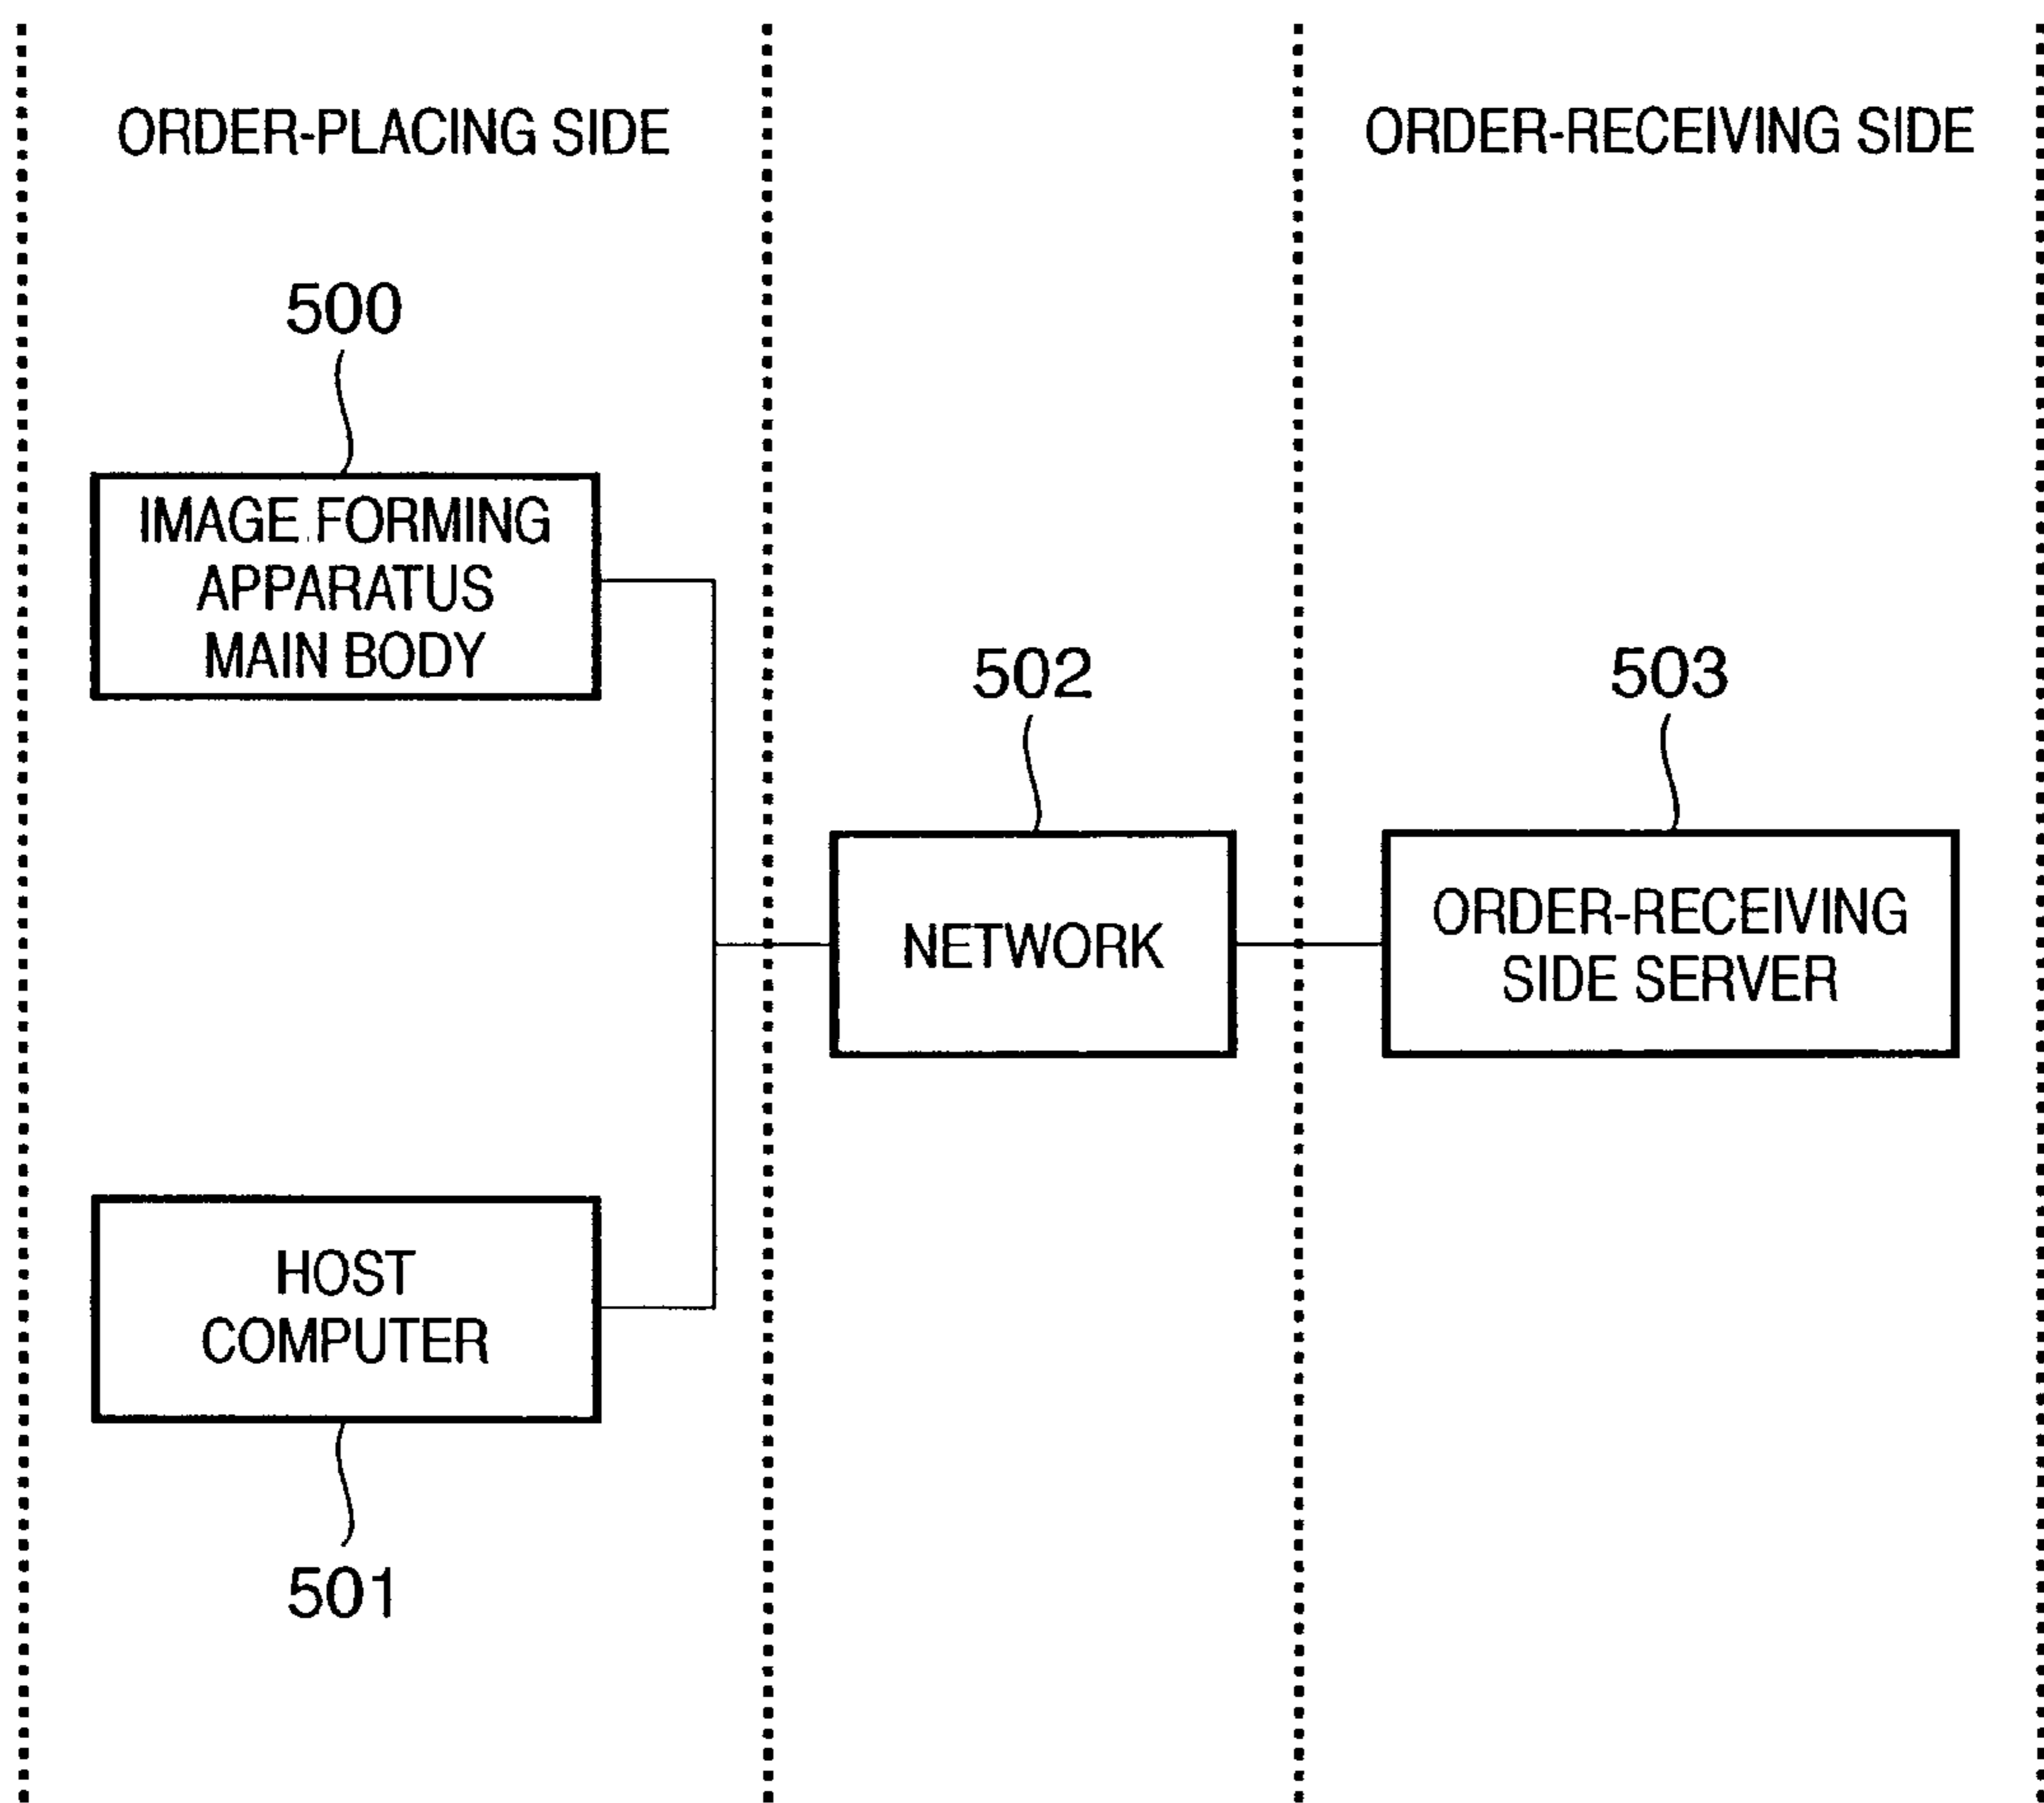 ORDER-PLACING SIDE
ORDER-RECEIVING SIDE
500
IMAGE FORMING
APPARATUS
MAIN BODY
502
503
NETWORK
ORDER-RECEIVING
SIDE SERVER
HOST
COMPUTER
501